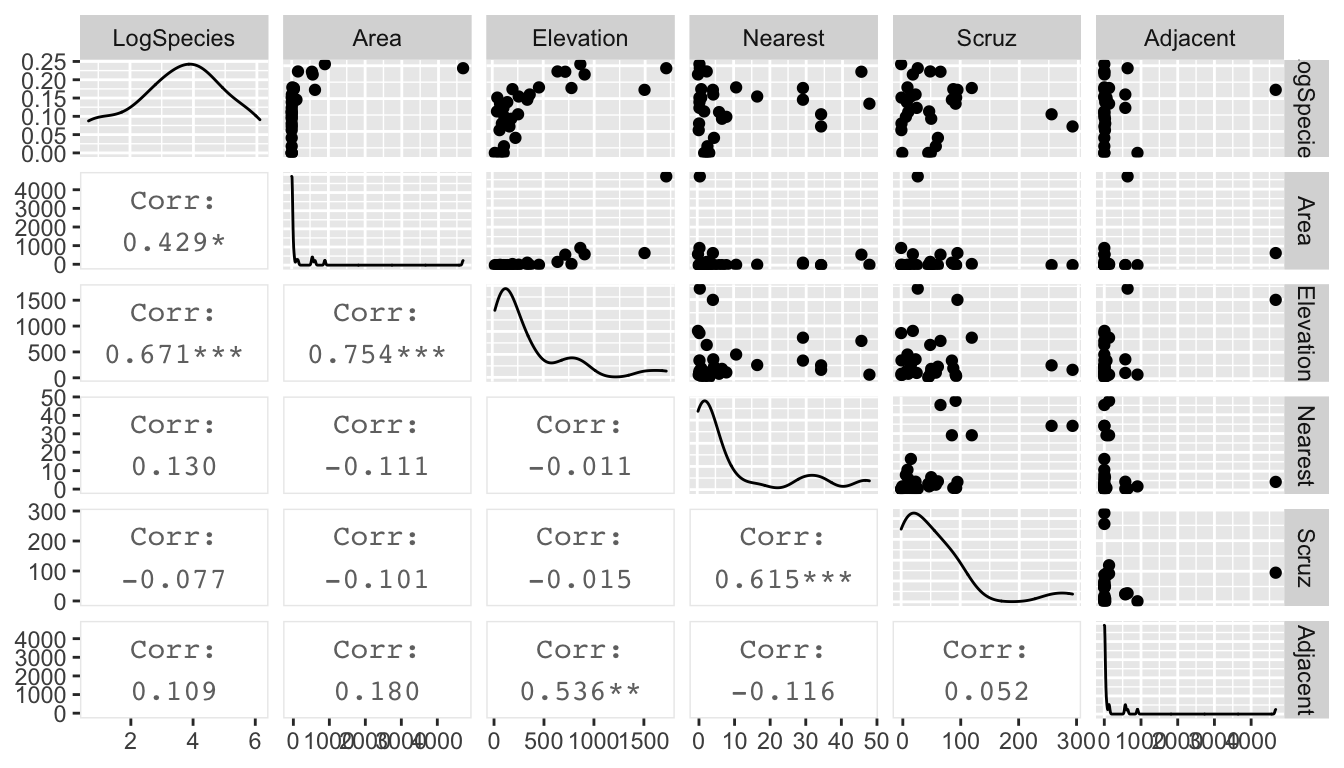 LogSpecies Area Elevation Nearest Scruz Adjacent
0.25
0.20
0.15
0.10
0.05
0.00
ogSpecie
4000
3000
2000
1000
0
Corr:
0.429*
Area
1500
1000
500
0
Corr: Corr:
0.671*** 0.754***
Elevation
50
40
30
20
10
0
Corr: Corr: Corr:
0.130 -0.111 -0.011
Nearest
300
200
100
0
Corr: Corr: Corr: Corr:
-0.077 -0.101 -0.015 0.615***
Scruz
4000
3000
2000
1000
0
Corr: Corr: Corr: Corr: Corr:
0.109 0.180 0.536** -0.116 0.052
Adjacent
2 4 6 0 1000 2000 3000 4000 0 500 1000 1500 0 10 20 30 40 50 0 100 200 300 0 1000 2000 3000 4000